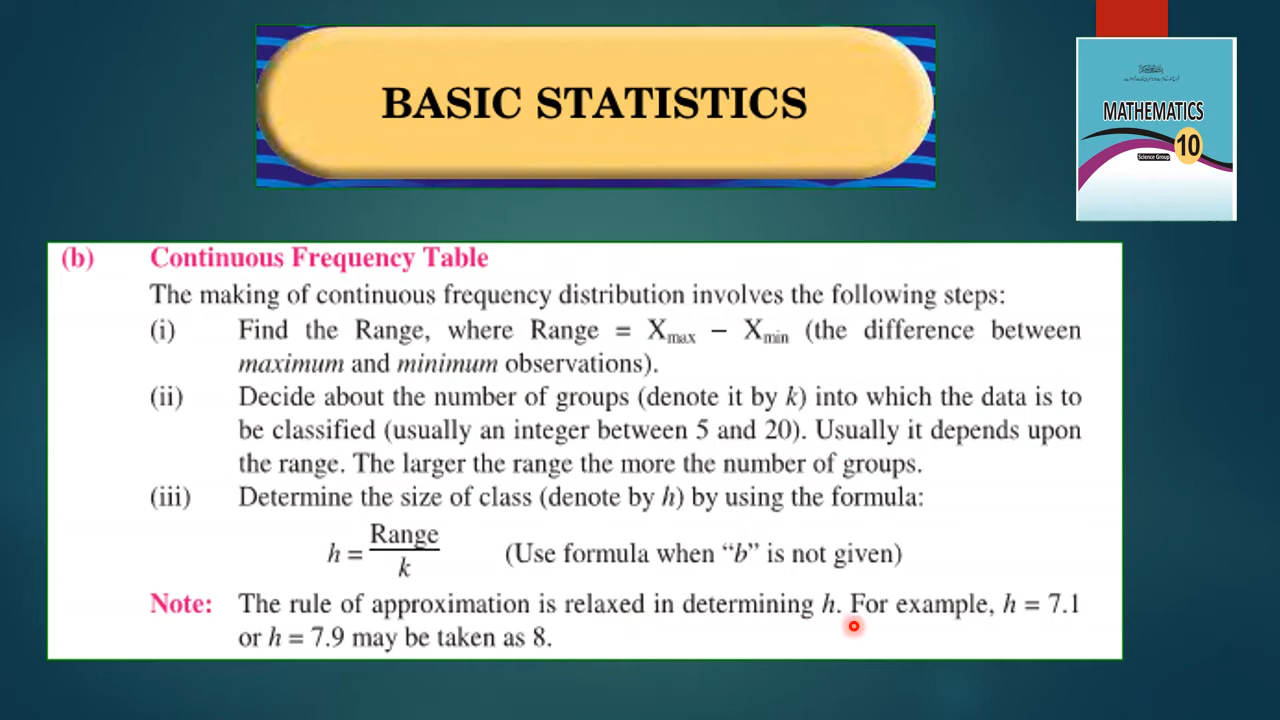 BASIC STATISTICS
MATHEMATICS
10
Science Group
(b) Continuous Frequency Table
The making of continuous frequency distribution involves the following steps:
(i) Find the Range, where Range = Xmax − Xmin (the difference between
maximum and minimum observations).
(ii) Decide about the number of groups (denote it by k) into which the data is to
be classified (usually an integer between 5 and 20). Usually it depends upon
the range. The larger the range the more the number of groups.
(iii) Determine the size of class (denote by h) by using the formula:
h = Range / k (Use formula when “b” is not given)
Note: The rule of approximation is relaxed in determining h. For example, h = 7.1
or h = 7.9 may be taken as 8.